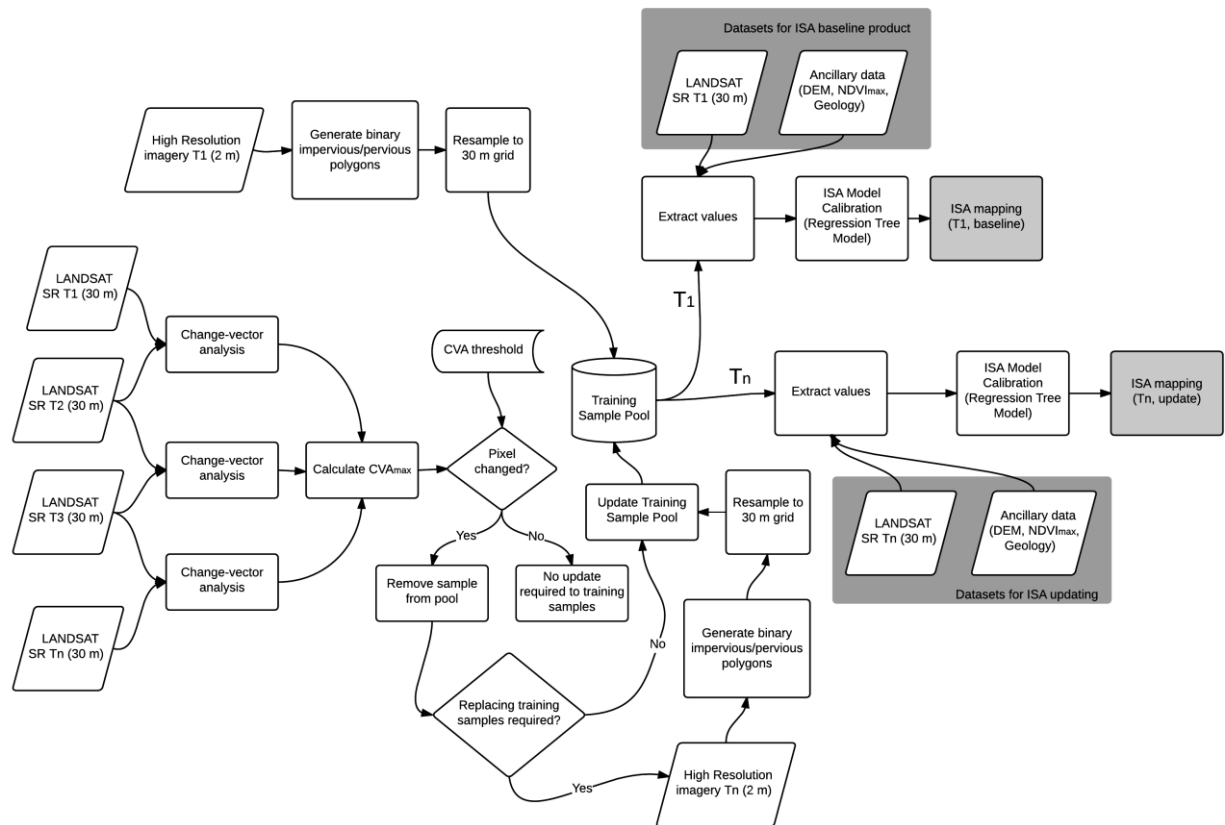 Datasets for ISA baseline product
LANDSAT
SR T1 (30 m)
Ancillary data
(DEM, NDVImax,
Geology)
High Resolution
imagery T1 (2 m)
Generate binary
impervious/pervious
polygons
Resample to
30 m grid
Extract values
ISA Model
Calibration
(Regression Tree
Model)
ISA mapping
(T1, baseline)
LANDSAT
SR T1 (30 m)
Change-vector
analysis
LANDSAT
SR T2 (30 m)
Change-vector
analysis
LANDSAT
SR T3 (30 m)
Change-vector
analysis
LANDSAT
SR Tn (30 m)
Calculate CVAmax
CVA threshold
Pixel
changed?
Yes
No
Remove sample
from pool
No update
required to training
samples
Replacing training
samples required?
No
Yes
High Resolution
imagery Tn (2 m)
Generate binary
impervious/pervious
polygons
Resample to
30 m grid
Update Training
Sample Pool
Training
Sample Pool
T1
Tn
Extract values
ISA Model
Calibration
(Regression Tree
Model)
ISA mapping
(Tn, update)
LANDSAT
SR Tn (30 m)
Ancillary data
(DEM, NDVImax,
Geology)
Datasets for ISA updating